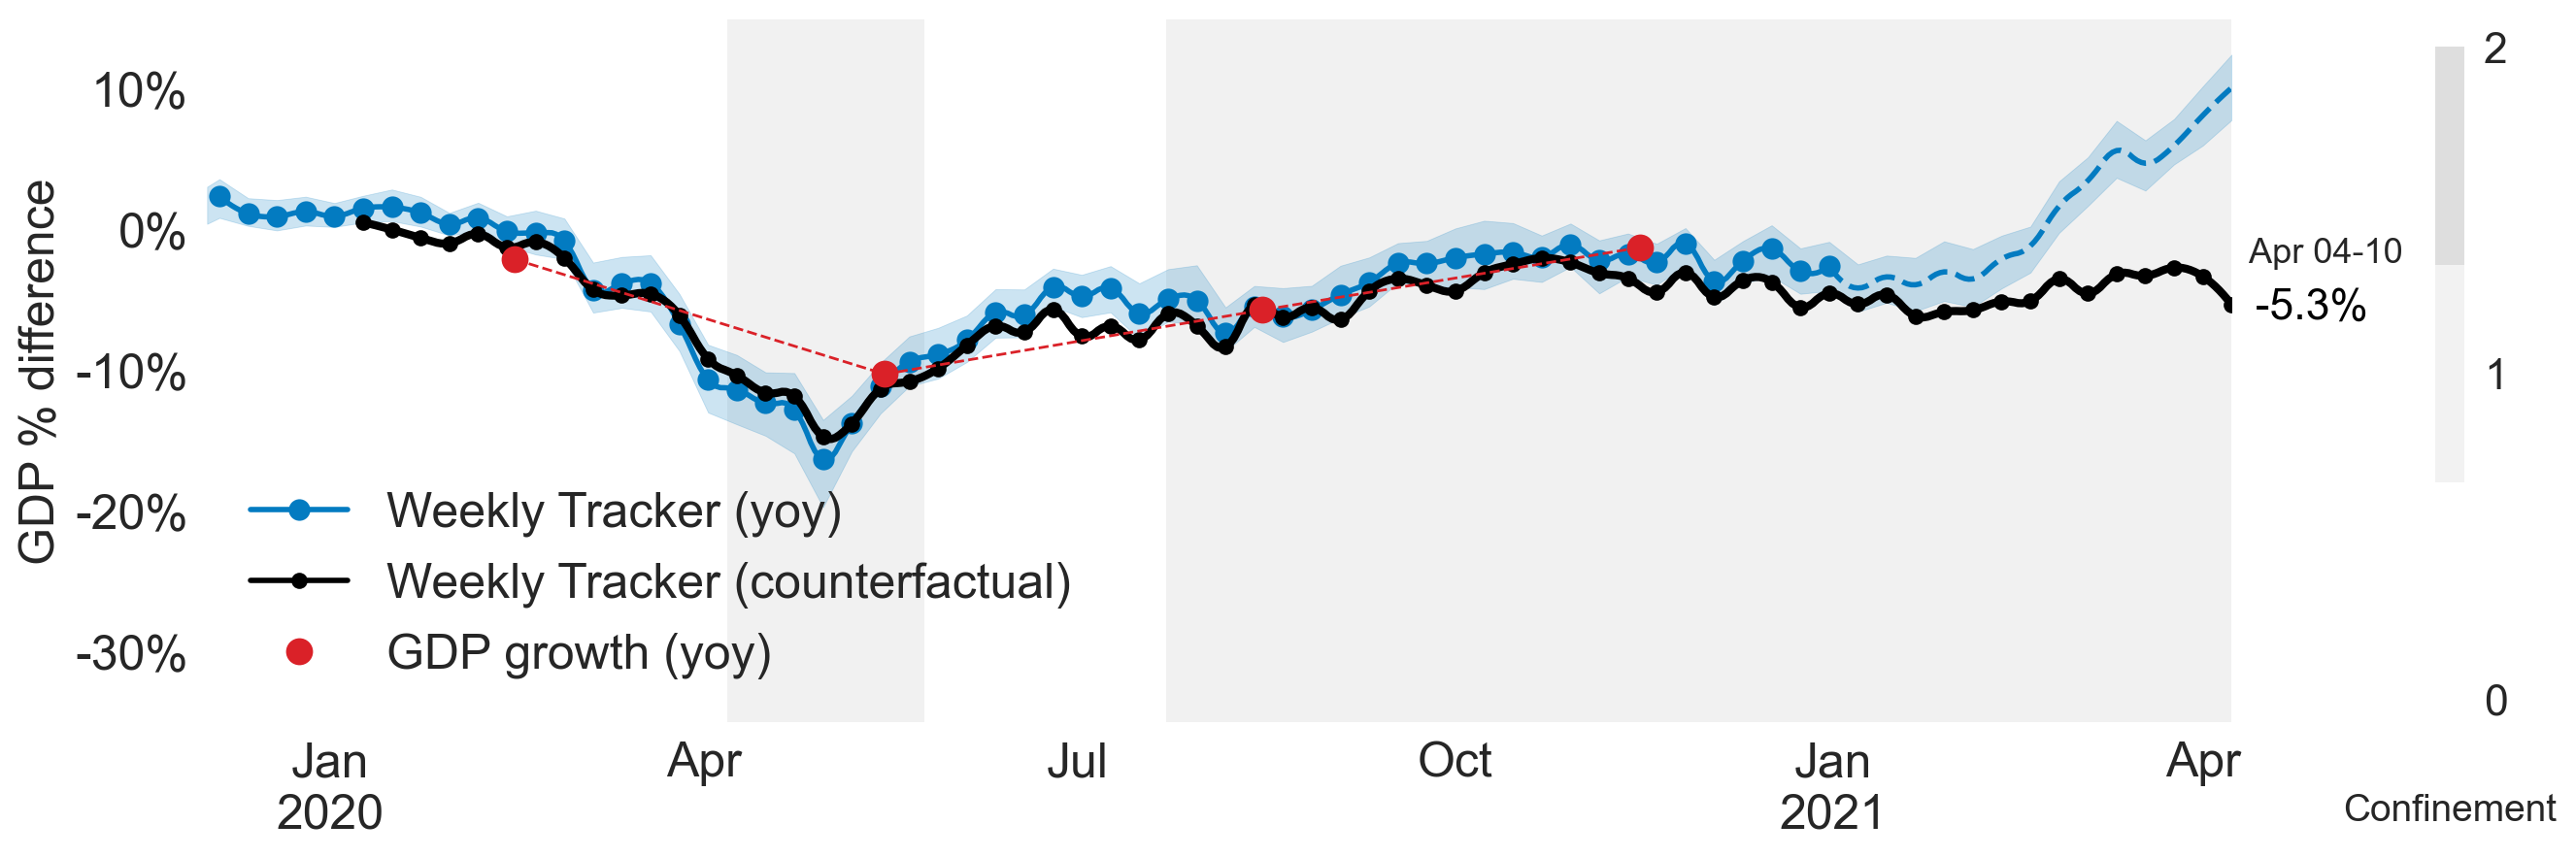 GDP % difference
10%
0%
-10%
-20%
-30%
Weekly Tracker (yoy)
Weekly Tracker (counterfactual)
GDP growth (yoy)
Apr 04-10
-5.3%
2
1
0
Jan
2020
Apr
Jul
Oct
Jan
2021
Apr
Confinement